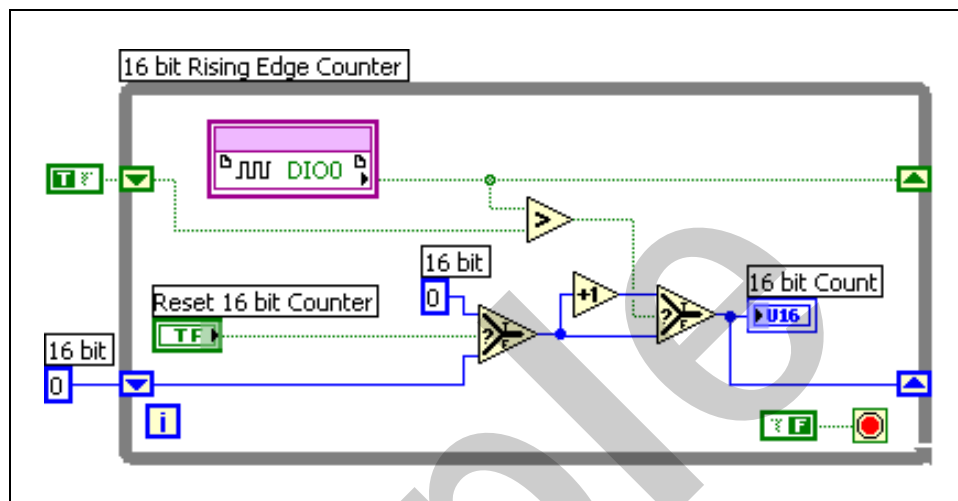 16 bit Rising Edge Counter
T
DIO0
>
16 bit
0
+1
16 bit Count
U16
Reset 16 bit Counter
TF
?
T
F
?
T
F
16 bit
0
i
F